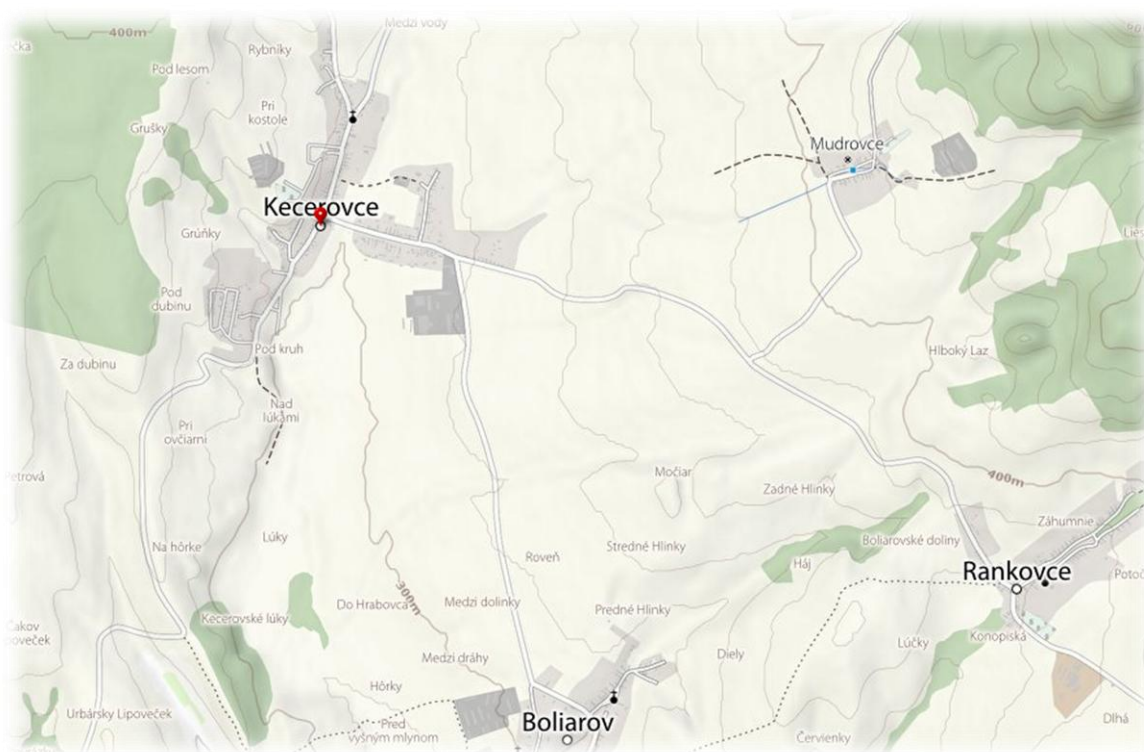 Medzi vody
400m
Rybníky
Pod lesom
Pri
kostole
Grušky
Mudrovce
Kecerovce
Grúňky
Pod
dubinu
Za dubinu
Pod kruh
Hlboký Laz
Nad
lúkami
Pri
ovčiarni
Petrová
Močiar
400m
Zadné Hlinky
Záhumnie
Na hôrke
Lúky
Roveň
Stredné Hlinky
Boliarovské doliny
Háj
Rankovce
300m
Do Hrabovca
Medzi dolinky
Predné Hlinky
Kecerovské lúky
Čakov
Konopiská
Lúčky
Medzi dráhy
Diely
Hôrky
Urbársky Lipoveček
Pred
vyšným mlynom
Boliarov
Dlhá
Červienky